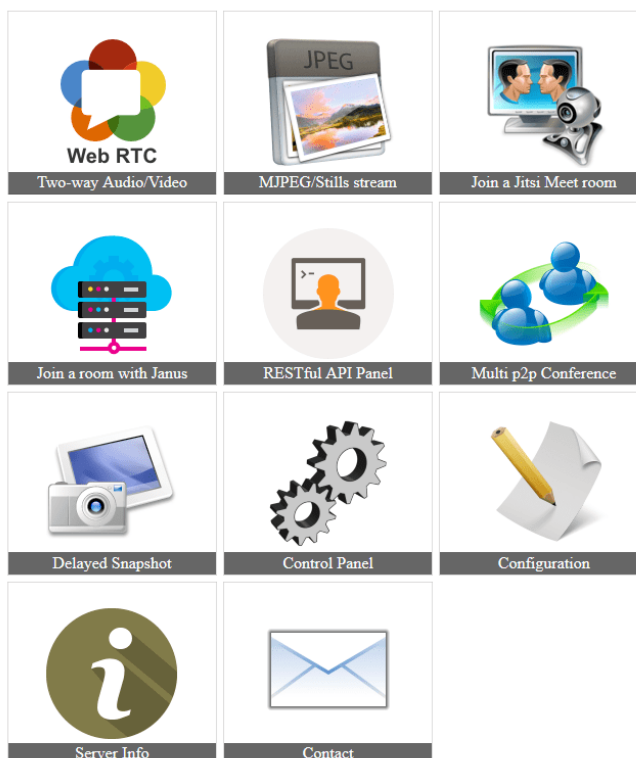 Web RTC
Two-way Audio/Video
JPEG
MJPEG/Stills stream
Join a Jitsi Meet room
Join a room with Janus
>-
RESTful API Panel
Multi p2p Conference
Delayed Snapshot
Control Panel
Configuration
i
Server Info
Contact